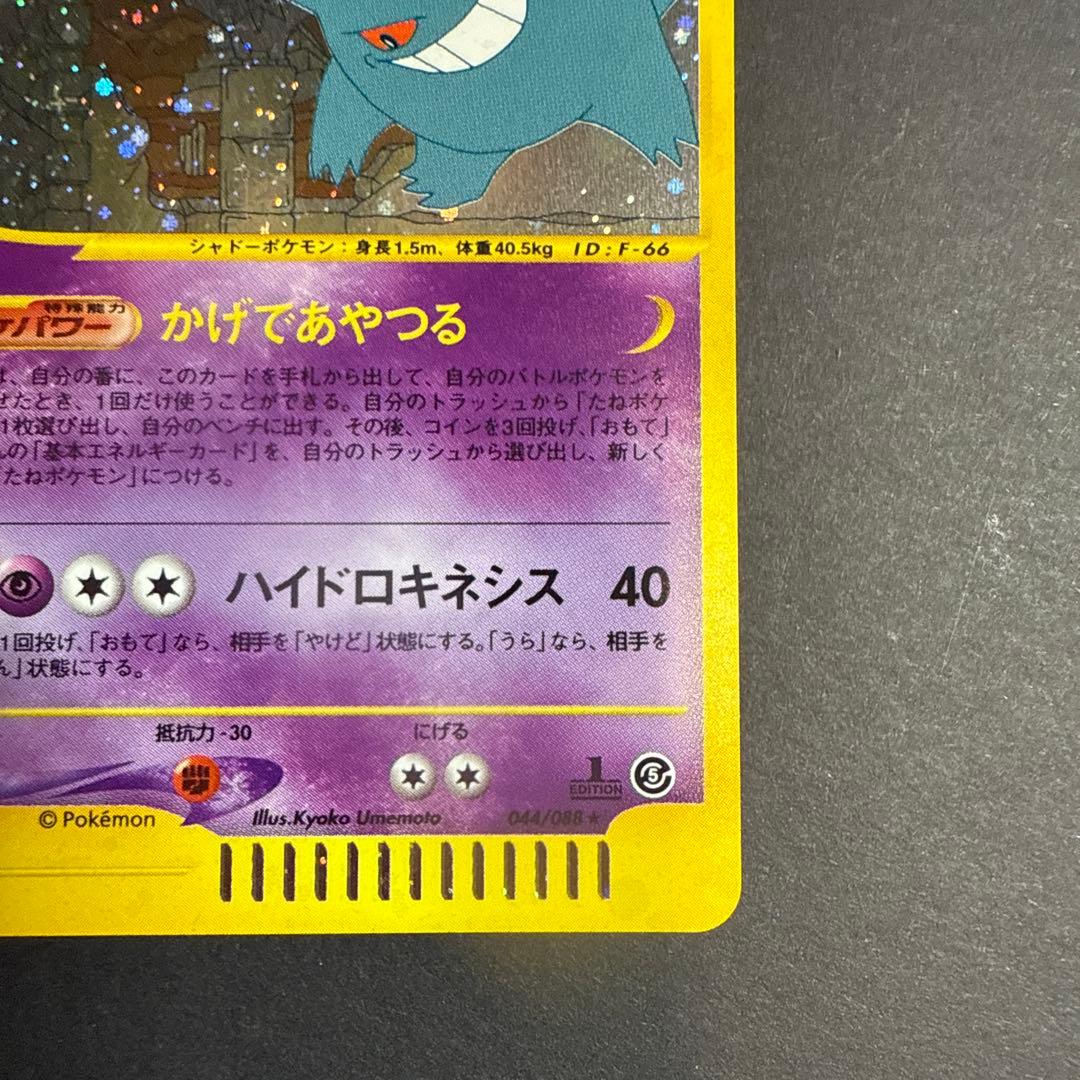 シャドーポケモン：身長1.5m、体重40.5kg ID:F-66
特殊能力
ケパワー かげであやつる
は、自分の番に、このカードを手札から出して、自分のバトルポケモンを
せたとき、1回だけ使うことができる。自分のトラッシュから「たねポケ
1枚選び出し、自分のベンチに出す。その後、コインを3回投げ、「おもて」
んの「基本エネルギーカード」を、自分のトラッシュから選び出し、新しく
「たねポケモン」につける。
ハイドロキネシス 40
1回投げ、「おもて」なら、相手を「やけど」状態にする。「うら」なら、相手を
ん」状態にする。
抵抗力 -30 にげる
1
EDITION
5
© Pokémon Illus.Kyoko Umemoto 044/088 ★